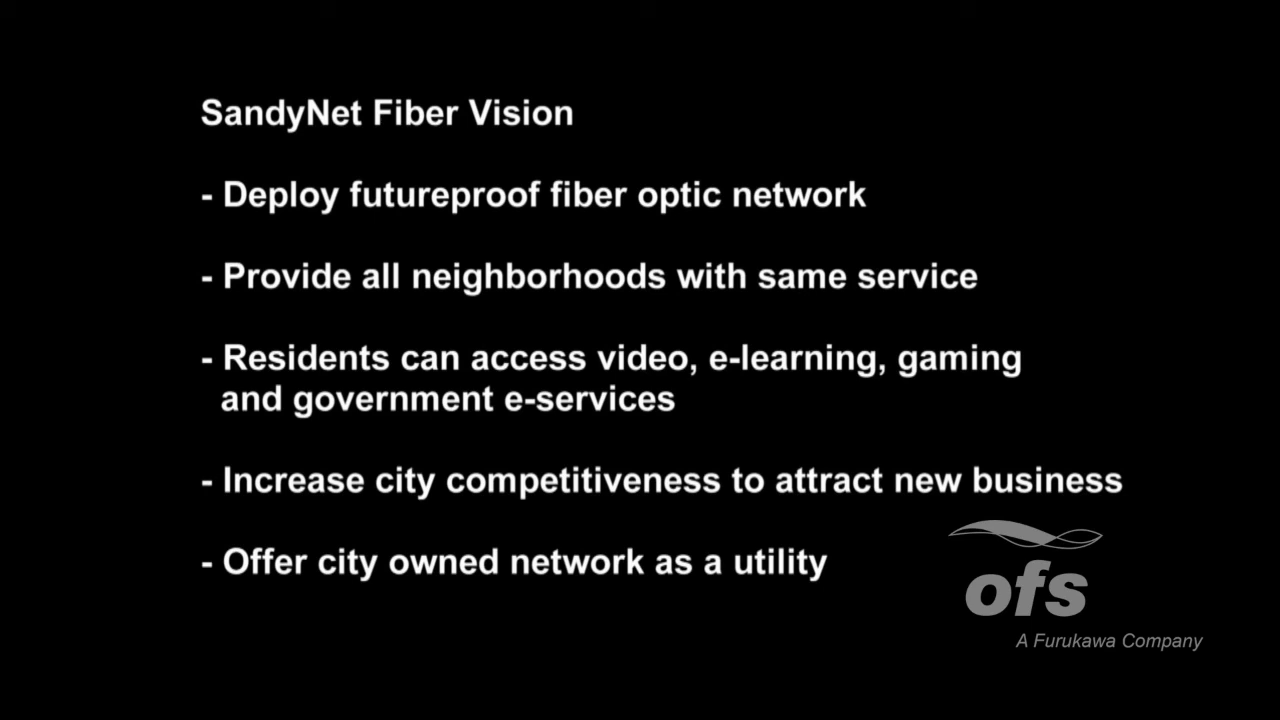 SandyNet Fiber Vision
- Deploy futureproof fiber optic network
- Provide all neighborhoods with same service
- Residents can access video, e-learning, gaming
and government e-services
- Increase city competitiveness to attract new business
- Offer city owned network as a utility
ofs
A Furukawa Company